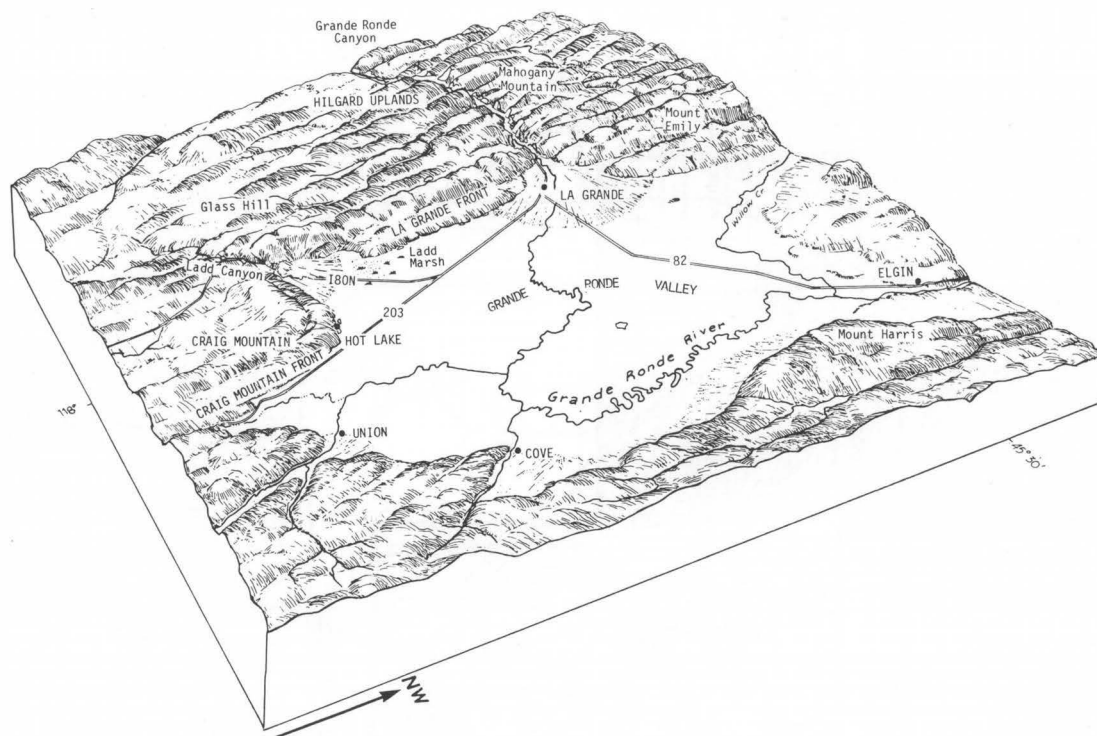 Grande Ronde
Canyon
Mahogany
Mountain
HILGARD UPLANDS
Mount
Emily
LA GRANDE
LA GRANDE FRONT
Glass Hill
Ladd
Marsh
Ladd Canyon
I80N
82
ELGIN
GRANDE RONDE VALLEY
203
CRAIG MOUNTAIN
HOT LAKE
Mount Harris
CRAIG MOUNTAIN FRONT
Grande Ronde River
118°
UNION
COVE
45° 30'
NW